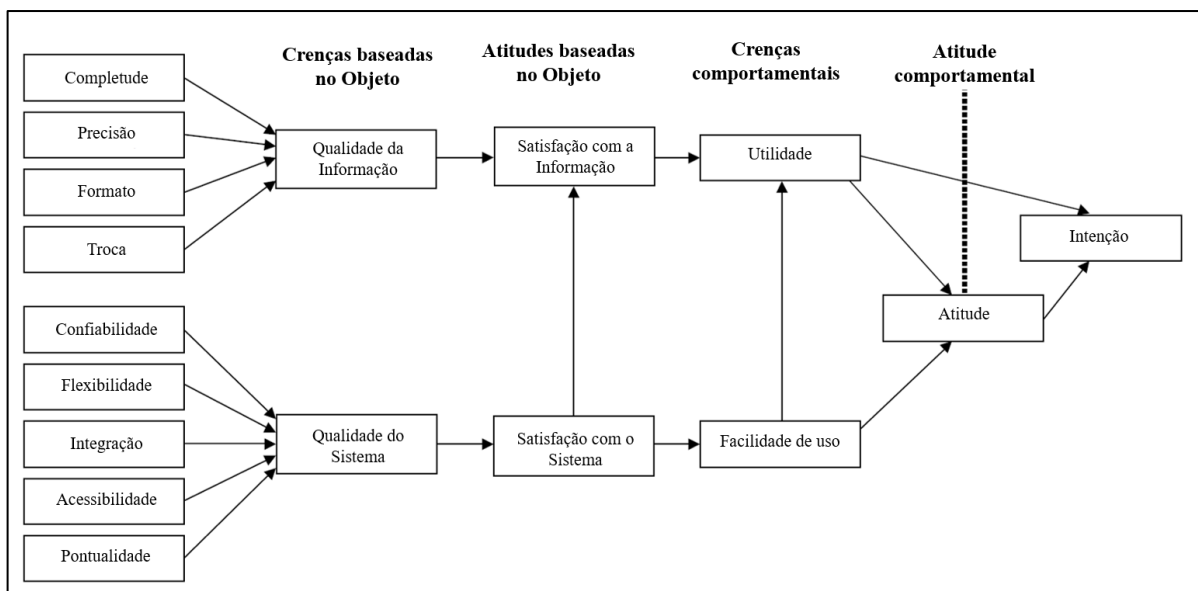 Crenças baseadas
no Objeto
Atitudes baseadas
no Objeto
Crenças
comportamentais
Atitude
comportamental
Completude
Precisão
Formato
Troca
Qualidade da
Informação
Satisfação com a
Informação
Utilidade
Intenção
Atitude
Confiabilidade
Flexibilidade
Integração
Acessibilidade
Pontualidade
Qualidade do
Sistema
Satisfação com o
Sistema
Facilidade de uso